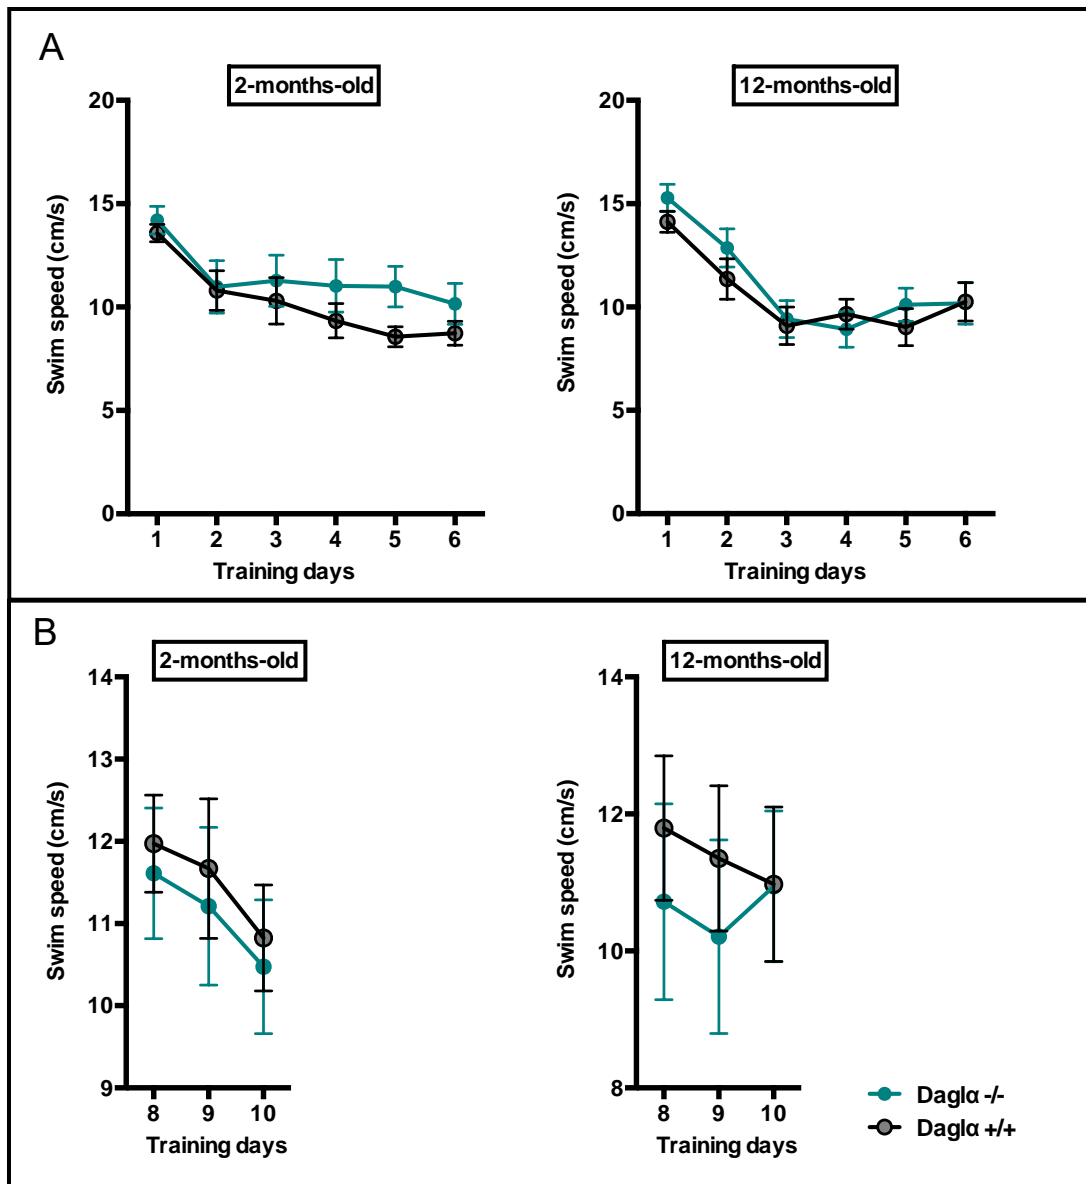 A
2-months-old
20
15
10
5
0
Swim speed (cm/s)
1 2 3 4 5 6
Training days
12-months-old
20
15
10
5
0
Swim speed (cm/s)
1 2 3 4 5 6
Training days
B
2-months-old
14
13
12
11
10
9
Swim speed (cm/s)
8 9 10
Training days
12-months-old
14
12
10
8
Swim speed (cm/s)
8 9 10
Training days
Daglα -/-
Daglα +/+